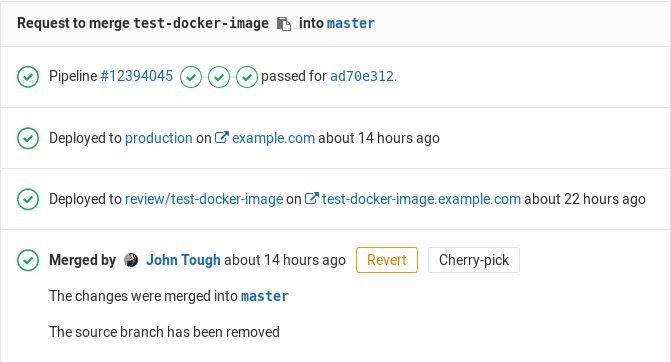 Request to merge test-docker-image into master
Pipeline #12394045 passed for ad70e312.
Deployed to production on example.com about 14 hours ago
Deployed to review/test-docker-image on test-docker-image.example.com about 22 hours ago
Merged by John Tough about 14 hours ago Revert Cherry-pick
The changes were merged into master
The source branch has been removed